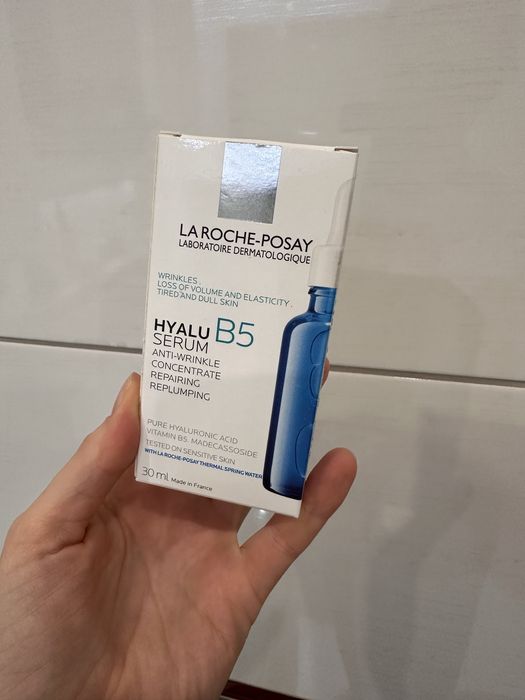 LA ROCHE-POSAY
LABORATOIRE DERMATOLOGIQUE
WRINKLES,
LOSS OF VOLUME AND ELASTICITY,
TIRED AND DULL SKIN
HYALU B5
SERUM
ANTI-WRINKLE
CONCENTRATE
REPAIRING
REPLUMPING
PURE HYALURONIC ACID
VITAMIN B5. MADECASSOSIDE
TESTED ON SENSITIVE SKIN
WITH LA ROCHE-POSAY THERMAL SPRING WATER
30 ml Made in France